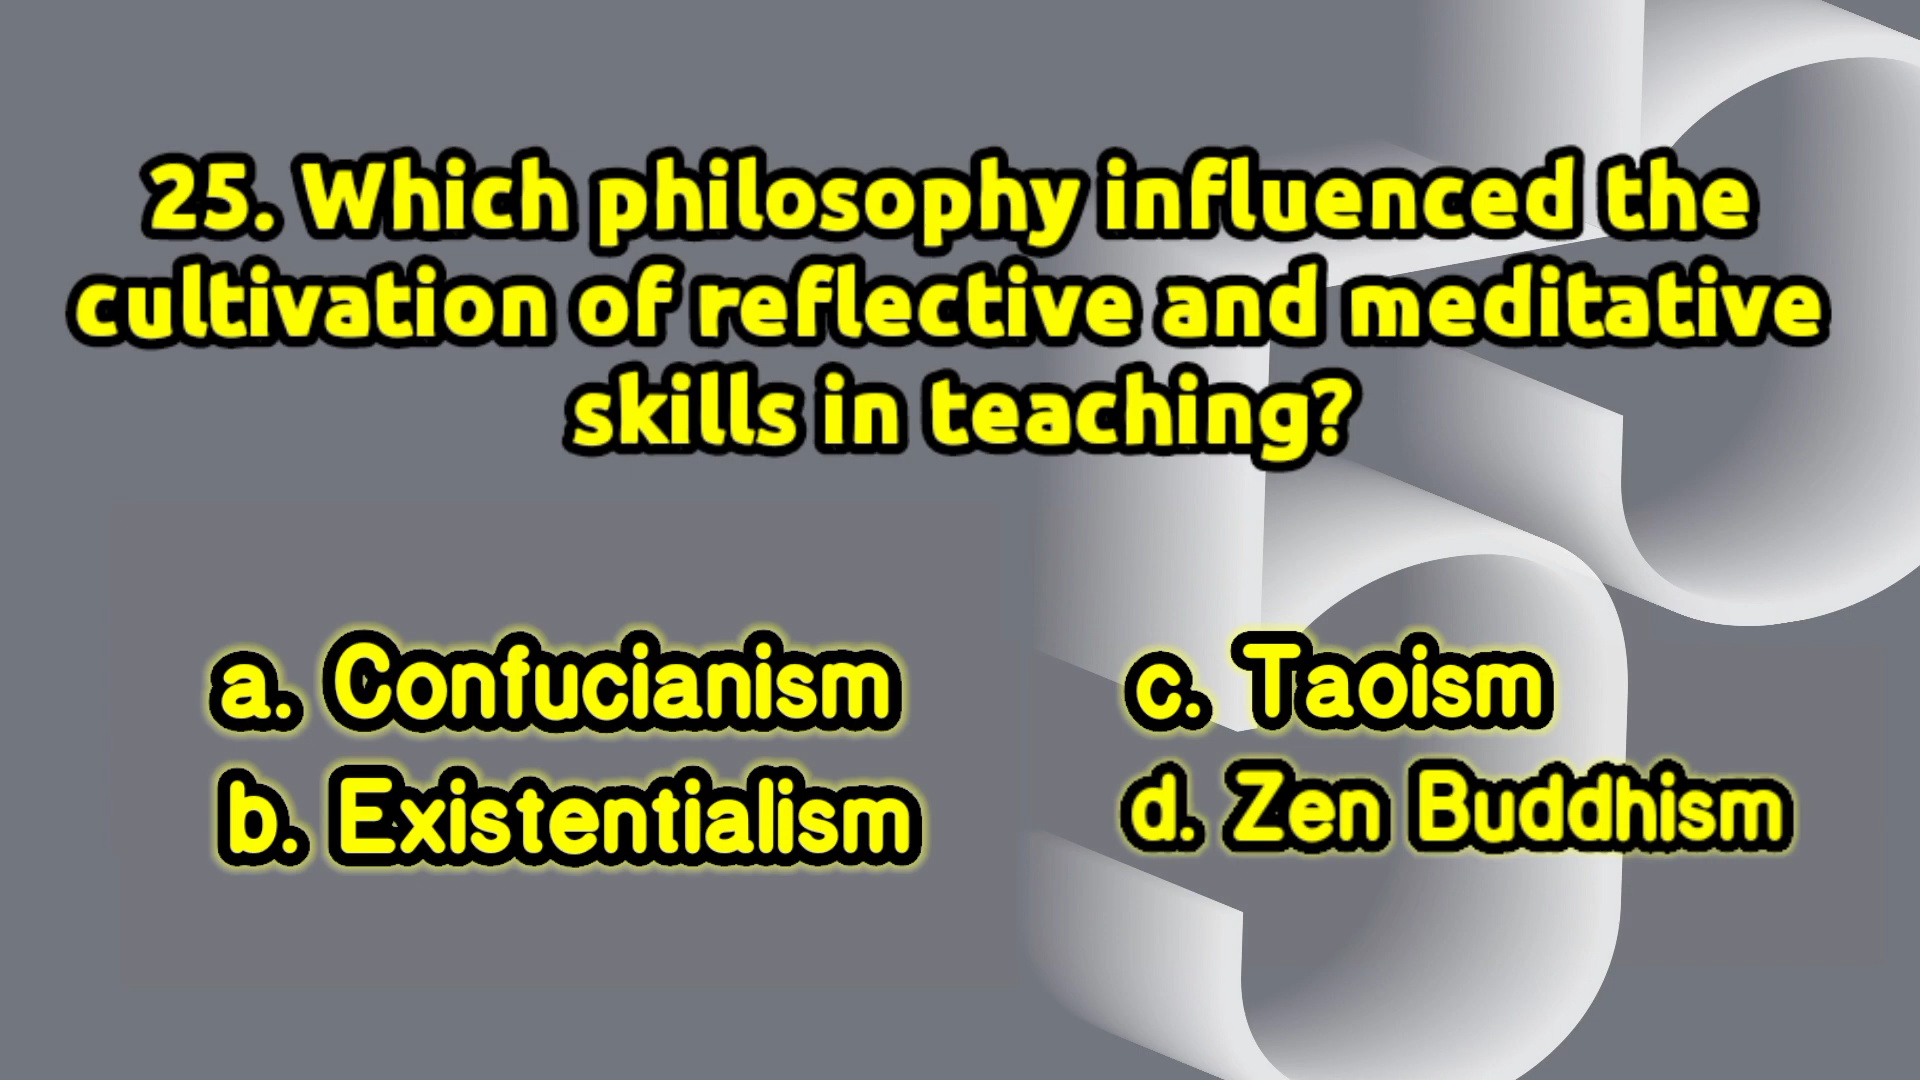 25. Which philosophy influenced the
cultivation of reflective and meditative
skills in teaching?
a. Confucianism
b. Existentialism
c. Taoism
d. Zen Buddhism